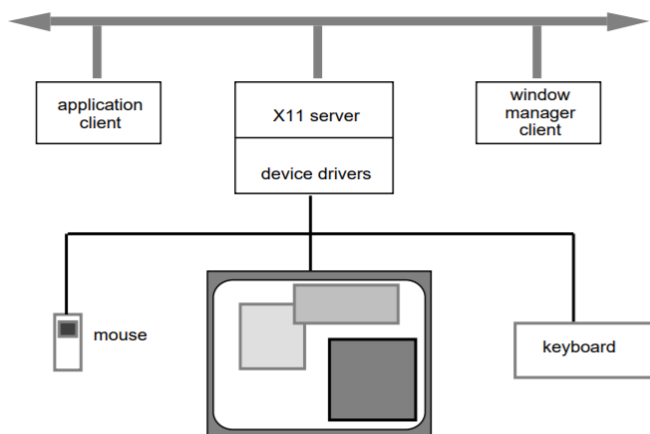 application
client
X11 server
window
manager
client
device drivers
mouse
keyboard